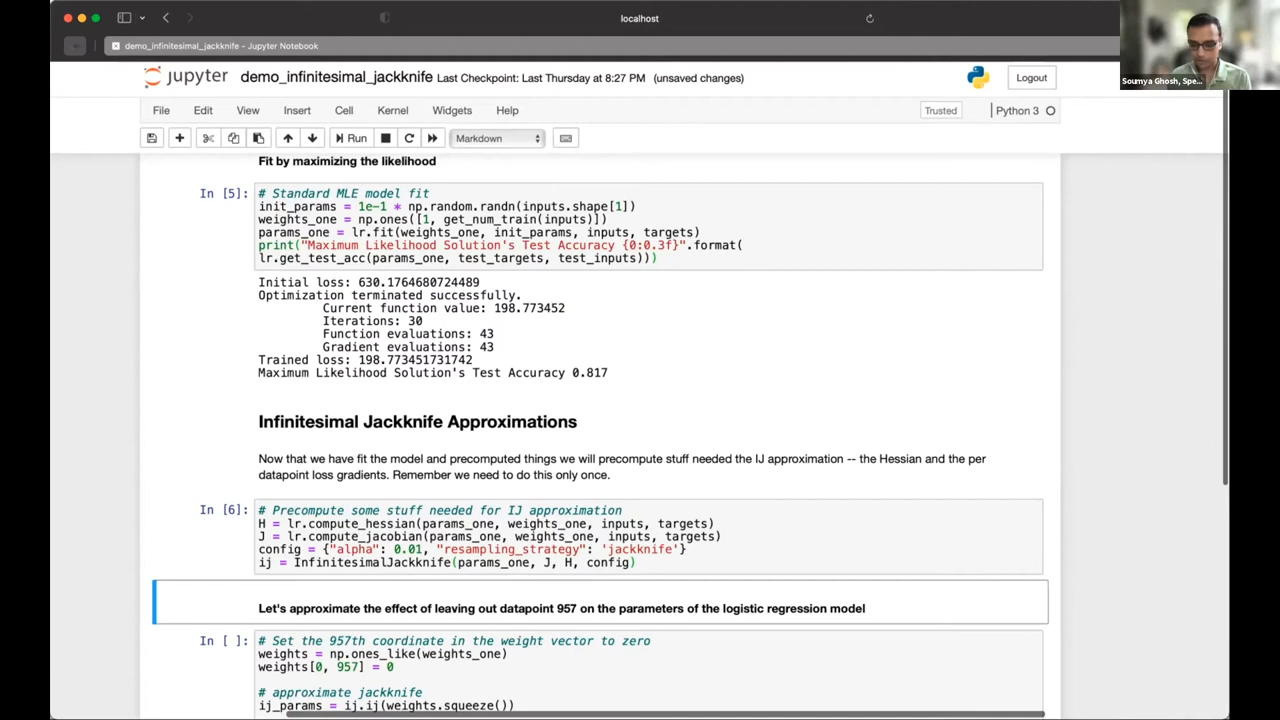 localhost
demo_infinitesimal_jackknife - Jupyter Notebook
Soumya Ghosh, Spe...
jupyter demo_infinitesimal_jackknife Last Checkpoint: Last Thursday at 8:27 PM (unsaved changes)
Logout
File Edit View Insert Cell Kernel Widgets Help
Trusted
Python 3
Run
Markdown
Fit by maximizing the likelihood
In [5]:
# Standard MLE model fit
init_params = 1e-1 * np.random.randn(inputs.shape[1])
weights_one = np.ones([1, get_num_train(inputs)])
params_one = lr.fit(weights_one, init_params, inputs, targets)
print("Maximum Likelihood Solution's Test Accuracy {0:0.3f}".format(
lr.get_test_acc(params_one, test_targets, test_inputs)))
Initial loss: 630.1764680724489
Optimization terminated successfully.
Current function value: 198.773452
Iterations: 30
Function evaluations: 43
Gradient evaluations: 43
Trained loss: 198.773451731742
Maximum Likelihood Solution's Test Accuracy 0.817
Infinitesimal Jackknife Approximations
Now that we have fit the model and precomputed things we will precompute stuff needed the IJ approximation -- the Hessian and the per
datapoint loss gradients. Remember we need to do this only once.
In [6]:
# Precompute some stuff needed for IJ approximation
H = lr.compute_hessian(params_one, weights_one, inputs, targets)
J = lr.compute_jacobian(params_one, weights_one, inputs, targets)
config = {"alpha": 0.01, "resampling_strategy": 'jackknife'}
ij = InfinitesimalJackknife(params_one, J, H, config)
Let's approximate the effect of leaving out datapoint 957 on the parameters of the logistic regression model
In [ ]:
# Set the 957th coordinate in the weight vector to zero
weights = np.ones_like(weights_one)
weights[0, 957] = 0
# approximate jackknife
ij_params = ij.ij(weights.squeeze())